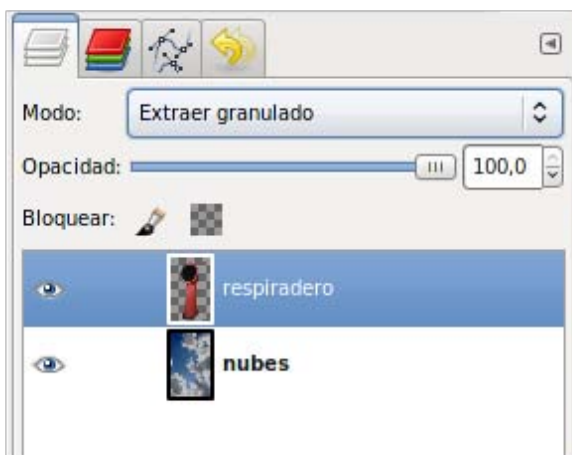 Modo: Extraer granulado
Opacidad: 100,0
Bloquear:
respiradero
nubes